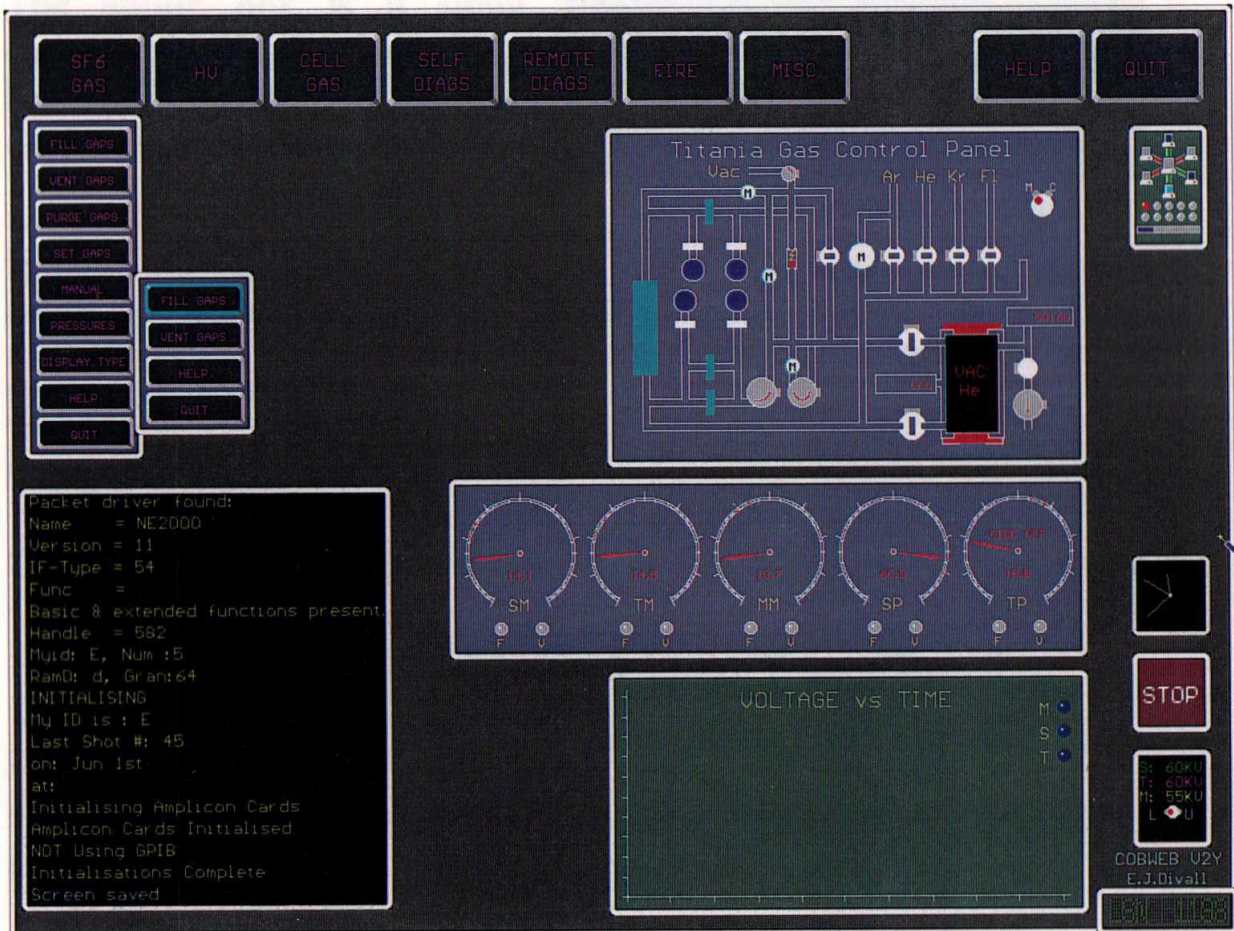 SF6
GAS
HV
CELL
GAS
SELF
DIAGS
REMOTE
DIAGS
FIRE
MISC
HELP
QUIT
FILL GAPS
VENT GAPS
PURGE GAPS
SET GAPS
MANUAL
PRESSURES
DISPLAY TYPE
HELP
QUIT
FILL GAPS
VENT GAPS
HELP
QUIT
Titania Gas Control Panel
Vac
Ar He Kr Fl
M C
M
M
M
M
VAC
He
Packet driver found:
Name = NE2000
Version = 11
IF-Type = 54
Func =
Basic & extended functions present.
Handle = 582
Myid: E, Num :5
RamD: d, Gran:64
INITIALISING
My ID is : E
Last Shot #: 45
on: Jun 1st
at:
Initialising Amplicon Cards
Amplicon Cards Initialised
NOT Using GPIB
Initialisations Complete
Screen saved
SM TM MM SP TP
F V F V F V F V F V
VOLTAGE vs TIME
M
S
T
STOP
S: 60KV
T: 60KV
M: 55KV
L U
COBWEB V2Y
E.J.Divall